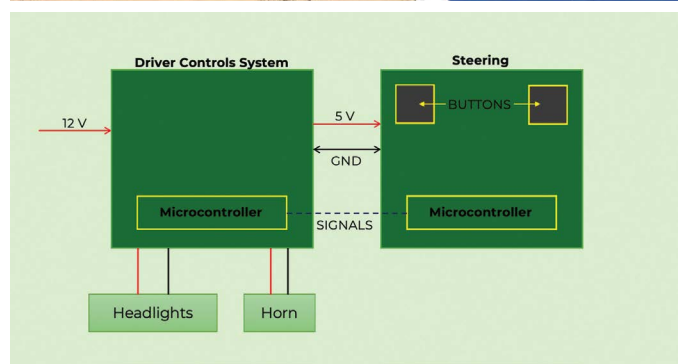 Driver Controls System
Steering
12 V
5 V
BUTTONS
GND
Microcontroller
Microcontroller
SIGNALS
Headlights
Horn